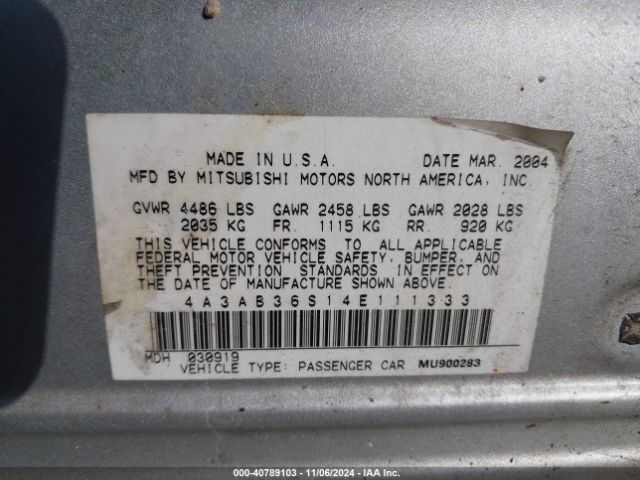 MADE IN U.S.A. DATE MAR. 2004
MFD BY MITSUBISHI MOTORS NORTH AMERICA, INC.
GVWR 4486 LBS GAWR 2458 LBS GAWR 2028 LBS
2035 KG FR. 1115 KG RR. 920 KG
THIS VEHICLE CONFORMS TO ALL APPLICABLE
FEDERAL MOTOR VEHICLE SAFETY, BUMPER, AND
THEFT PREVENTION STANDARDS IN EFFECT ON
THE DATE OF MANUFACTURE SHOWN ABOVE.
4A3AB36S14E111333
MDH 030919
VEHICLE TYPE: PASSENGER CAR MU900283
000-40789103 - 11/06/2024 - IAA Inc.